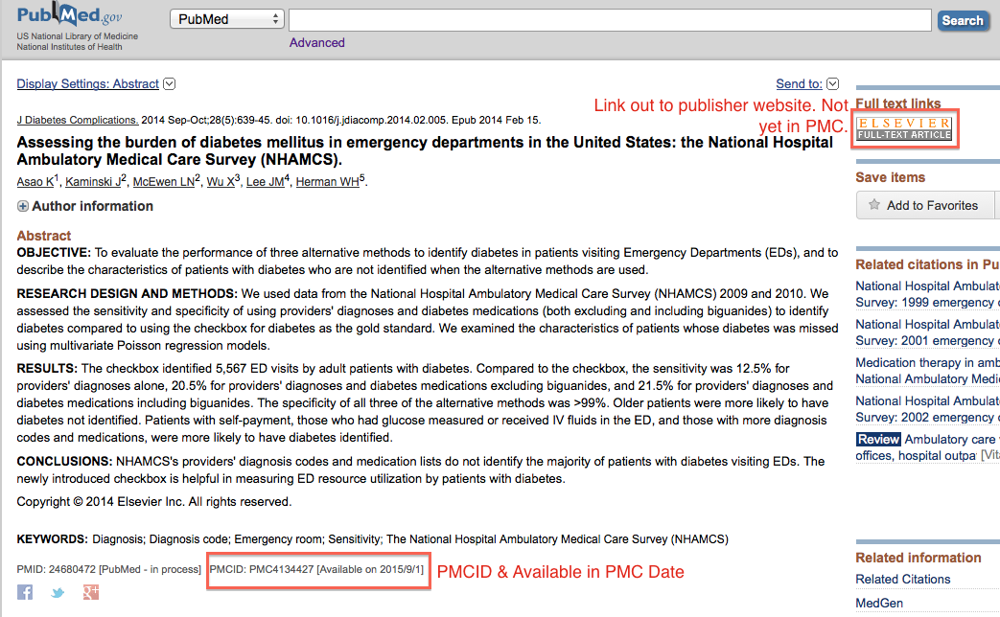 PubMed.gov
US National Library of Medicine
National Institutes of Health
PubMed
Search
Advanced
Display Settings: Abstract
Send to:
Link out to publisher website. Not
yet in PMC.
Full text links
ELSEVIER
FULL-TEXT ARTICLE
J Diabetes Complications. 2014 Sep-Oct;28(5):639-45. doi: 10.1016/j.jdiacomp.2014.02.005. Epub 2014 Feb 15.
Assessing the burden of diabetes mellitus in emergency departments in the United States: the National Hospital
Ambulatory Medical Care Survey (NHAMCS).
Asao K1, Kaminski J2, McEwen LN2, Wu X3, Lee JM4, Herman WH5.
Author information
Abstract
OBJECTIVE: To evaluate the performance of three alternative methods to identify diabetes in patients visiting Emergency Departments (EDs), and to
describe the characteristics of patients with diabetes who are not identified when the alternative methods are used.
RESEARCH DESIGN AND METHODS: We used data from the National Hospital Ambulatory Medical Care Survey (NHAMCS) 2009 and 2010. We
assessed the sensitivity and specificity of using providers' diagnoses and diabetes medications (both excluding and including biguanides) to identify
diabetes compared to using the checkbox for diabetes as the gold standard. We examined the characteristics of patients whose diabetes was missed
using multivariate Poisson regression models.
RESULTS: The checkbox identified 5,567 ED visits by adult patients with diabetes. Compared to the checkbox, the sensitivity was 12.5% for
providers' diagnoses alone, 20.5% for providers' diagnoses and diabetes medications excluding biguanides, and 21.5% for providers' diagnoses and
diabetes medications including biguanides. The specificity of all three of the alternative methods was >99%. Older patients were more likely to have
diabetes not identified. Patients with self-payment, those who had glucose measured or received IV fluids in the ED, and those with more diagnosis
codes and medications, were more likely to have diabetes identified.
CONCLUSIONS: NHAMCS's providers' diagnosis codes and medication lists do not identify the majority of patients with diabetes visiting EDs. The
newly introduced checkbox is helpful in measuring ED resource utilization by patients with diabetes.
Copyright © 2014 Elsevier Inc. All rights reserved.
KEYWORDS: Diagnosis; Diagnosis code; Emergency room; Sensitivity; The National Hospital Ambulatory Medical Care Survey (NHAMCS)
PMID: 24680472 [PubMed - in process]
PMCID: PMC4134427 [Available on 2015/9/1]
PMCID & Available in PMC Date
Save items
Add to Favorites
Related citations in Pu
National Hospital Ambulat
Survey: 1999 emergency
National Hospital Ambulat
Survey: 2001 emergency
Medication therapy in amb
National Ambulatory Medi
National Hospital Ambulat
Survey: 2002 emergency
Review Ambulatory care
offices, hospital outpa [Vit
Related information
Related Citations
MedGen